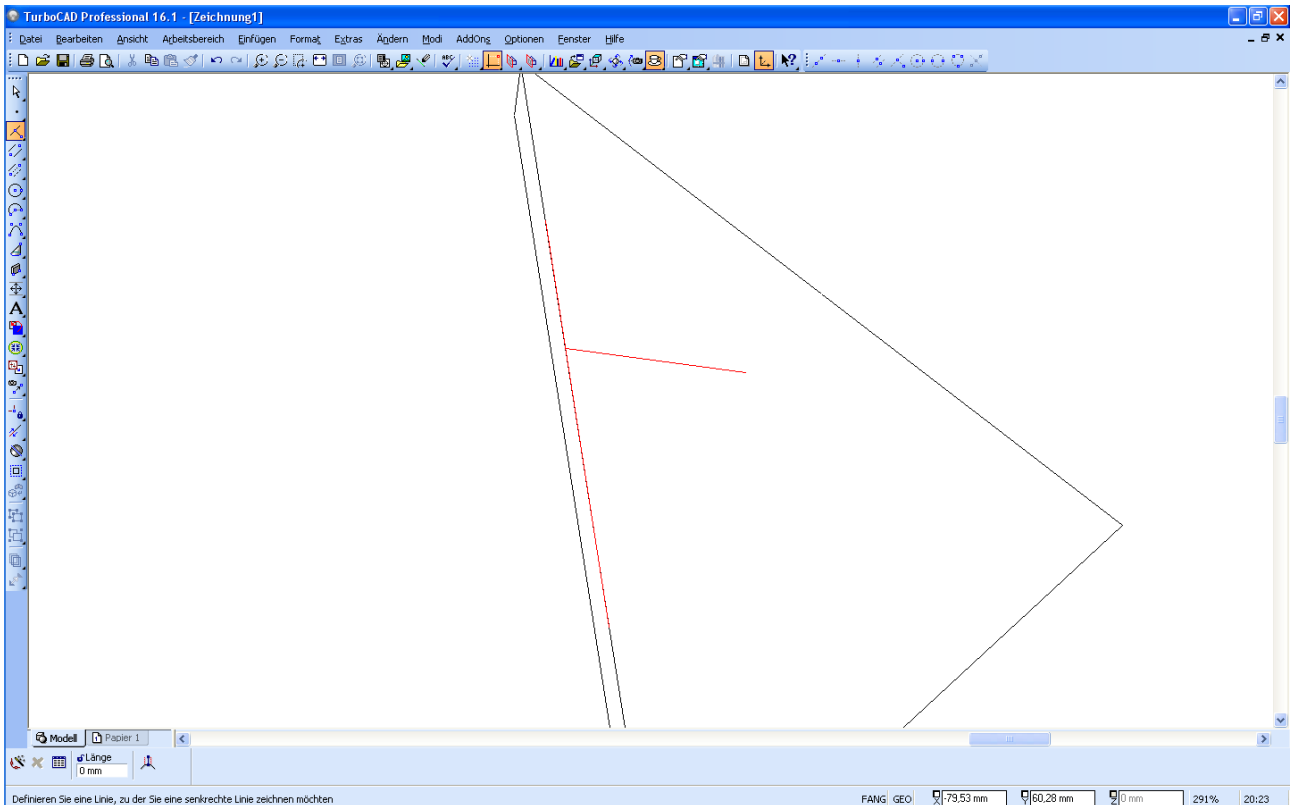 TurboCAD Professional 16.1 - [Zeichnung1]
Datei Bearbeiten Ansicht Arbeitsbereich Einfügen Format Extras Ändern Modi AddOns Optionen Fenster Hilfe
ABC
A
Modell Papier 1
Länge
0 mm
Definieren Sie eine Linie, zu der Sie eine senkrechte Linie zeichnen möchten FANG GEO X -79,53 mm Y 60,28 mm Z 0 mm 291% 20:23